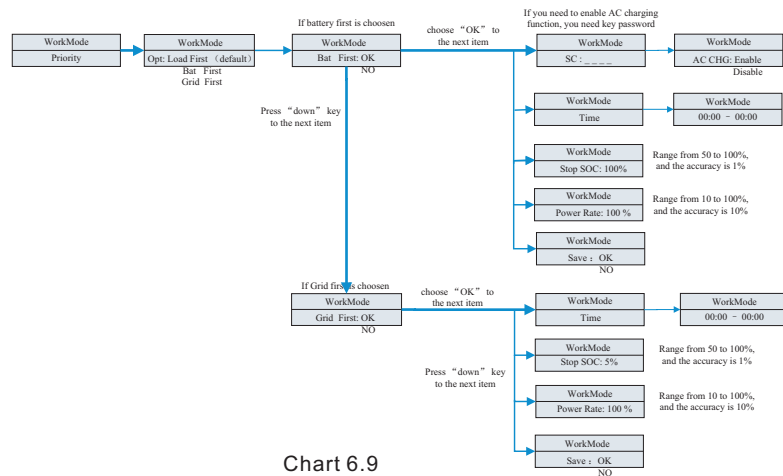 If you need to enable AC charging
function, you need key password
If battery first is choosen
choose “OK” to
the next item
WorkMode
Priority
WorkMode
Opt: Load First （default）
Bat First
Grid First
WorkMode
Bat First: OK
NO
WorkMode
SC : _ _ _ _
WorkMode
AC CHG: Enable
Disable
Press “down” key
to the next item
WorkMode
Time
WorkMode
00:00 - 00:00
WorkMode
Stop SOC: 100%
Range from 50 to 100%,
and the accuracy is 1%
WorkMode
Power Rate: 100 %
Range from 10 to 100%,
and the accuracy is 10%
WorkMode
Save： OK
NO
If Grid first is choosen
choose “OK” to
the next item
WorkMode
Grid First: OK
NO
WorkMode
Time
WorkMode
00:00 - 00:00
WorkMode
Stop SOC: 5%
Range from 50 to 100%,
and the accuracy is 1%
Press “down” key
to the next item
WorkMode
Power Rate: 100 %
Range from 10 to 100%,
and the accuracy is 10%
WorkMode
Save： OK
NO
Chart 6.9